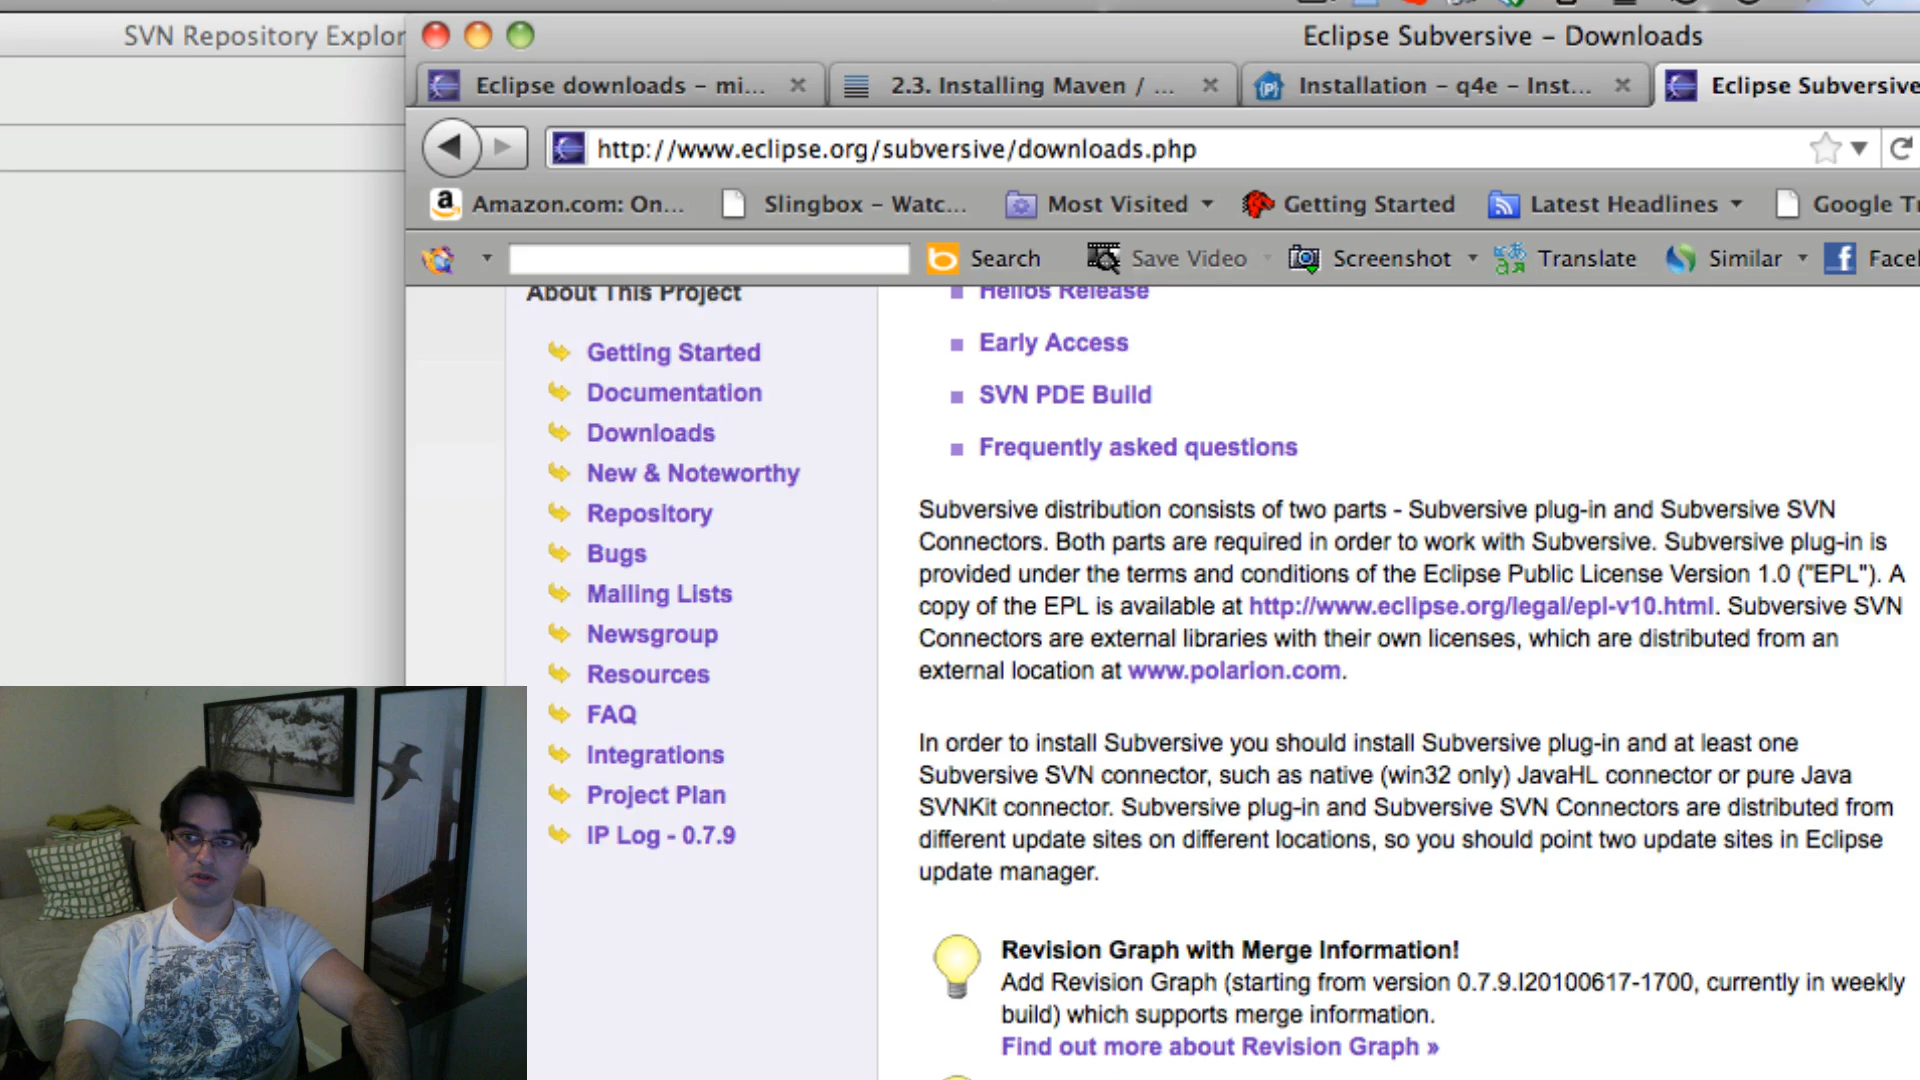 SVN Repository Explor
Eclipse Subversive – Downloads
Eclipse downloads – mi...
2.3. Installing Maven / ...
Installation – q4e – Inst...
Eclipse Subversive
http://www.eclipse.org/subversive/downloads.php
Amazon.com: On...
Slingbox – Watc...
Most Visited
Getting Started
Latest Headlines
Google Tr
Search
Save Video
Screenshot
Translate
Similar
Face
About This Project
Getting Started
Documentation
Downloads
New & Noteworthy
Repository
Bugs
Mailing Lists
Newsgroup
Resources
FAQ
Integrations
Project Plan
IP Log - 0.7.9
Helios Release
Early Access
SVN PDE Build
Frequently asked questions
Subversive distribution consists of two parts - Subversive plug-in and Subversive SVN
Connectors. Both parts are required in order to work with Subversive. Subversive plug-in is
provided under the terms and conditions of the Eclipse Public License Version 1.0 ("EPL"). A
copy of the EPL is available at http://www.eclipse.org/legal/epl-v10.html. Subversive SVN
Connectors are external libraries with their own licenses, which are distributed from an
external location at www.polarion.com.
In order to install Subversive you should install Subversive plug-in and at least one
Subversive SVN connector, such as native (win32 only) JavaHL connector or pure Java
SVNKit connector. Subversive plug-in and Subversive SVN Connectors are distributed from
different update sites on different locations, so you should point two update sites in Eclipse
update manager.
Revision Graph with Merge Information!
Add Revision Graph (starting from version 0.7.9.I20100617-1700, currently in weekly
build) which supports merge information.
Find out more about Revision Graph »